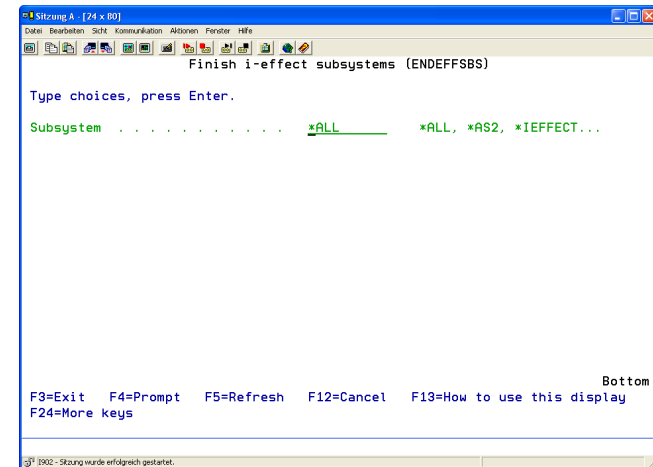 Sitzung A - [24 x 80]
Datei Bearbeiten Sicht Kommunikation Aktionen Fenster Hilfe
Finish i-effect subsystems (ENDEFFSBS)
Type choices, press Enter.
Subsystem . . . . . . . . . . . *ALL *ALL, *AS2, *IEFFECT...
Bottom
F3=Exit F4=Prompt F5=Refresh F12=Cancel F13=How to use this display
F24=More keys
I902 - Sitzung wurde erfolgreich gestartet.